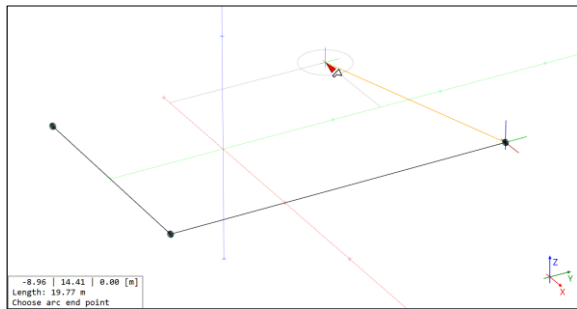 -8.96 | 14.41 | 0.00 [m]
Length: 19.77 m
Choose arc end point
Z
Y
X